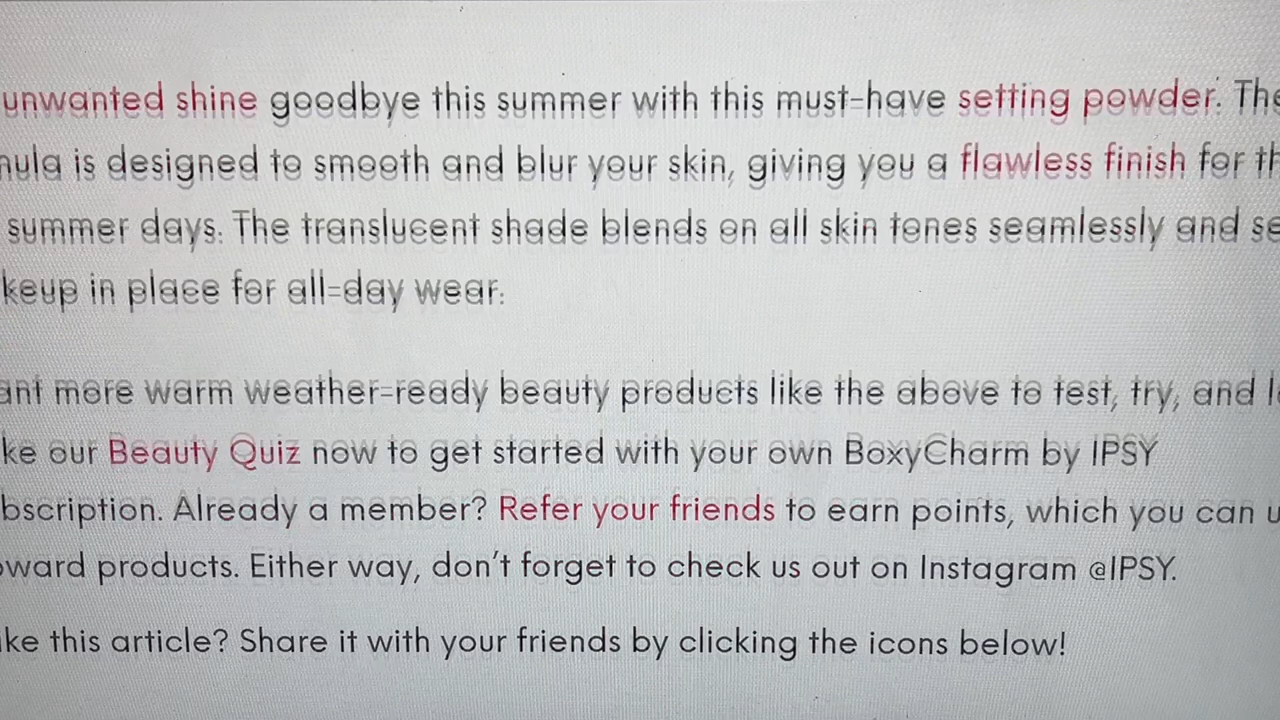 unwanted shine goodbye this summer with this must-have setting powder. The
nula is designed to smooth and blur your skin, giving you a flawless finish for th
summer days. The translucent shade blends on all skin tones seamlessly and se
keup in place for all-day wear.
ant more warm weather-ready beauty products like the above to test, try, and l
ke our Beauty Quiz now to get started with your own BoxyCharm by IPSY
bscription. Already a member? Refer your friends to earn points, which you can u
oward products. Either way, don't forget to check us out on Instagram @IPSY.
ike this article? Share it with your friends by clicking the icons below!